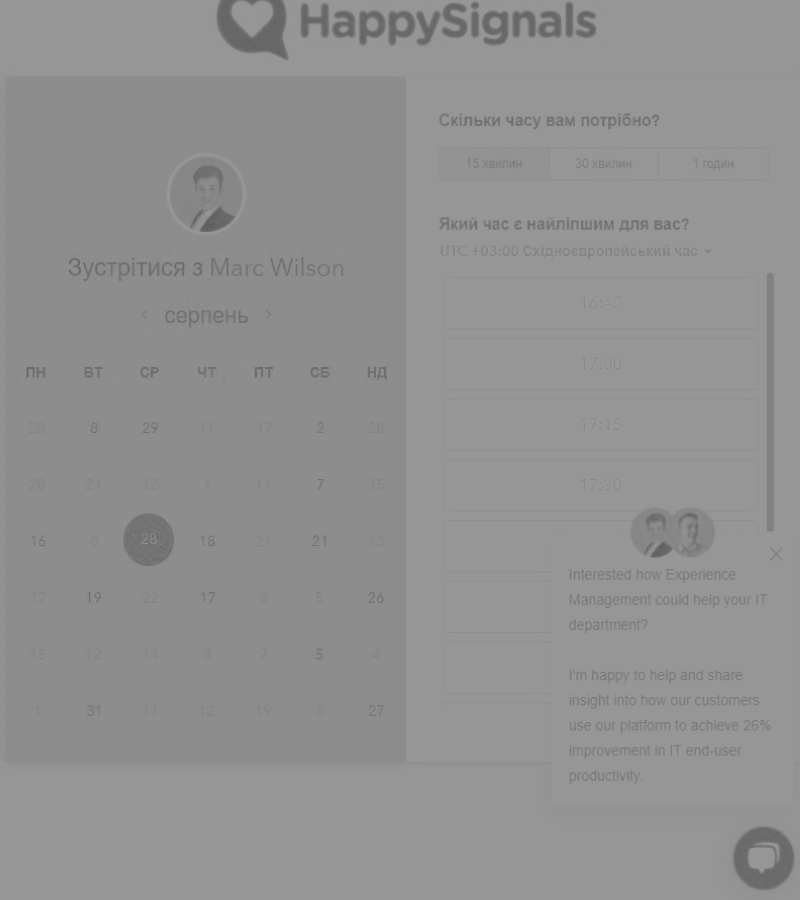 HappySignals
Зустрітися з Marc Wilson
серпень
ПН ВТ СР ЧТ ПТ СБ НД
28 8 29 11 17 2 28
20 21 12 1 11 7 15
16 8 28 18 21 21 13
17 19 22 17 8 5 26
15 12 14 8 7 5 4
1 31 11 12 19 8 27
Скільки часу вам потрібно?
15 хвилин 30 хвилин 1 годин
Який час є найліпшим для вас?
UTC +03:00 Східноєвропейський час
16:45
17:00
17:15
17:30
Interested how Experience
Management could help your IT
department?
I'm happy to help and share
insight into how our customers
use our platform to achieve 26%
improvement in IT end-user
productivity.